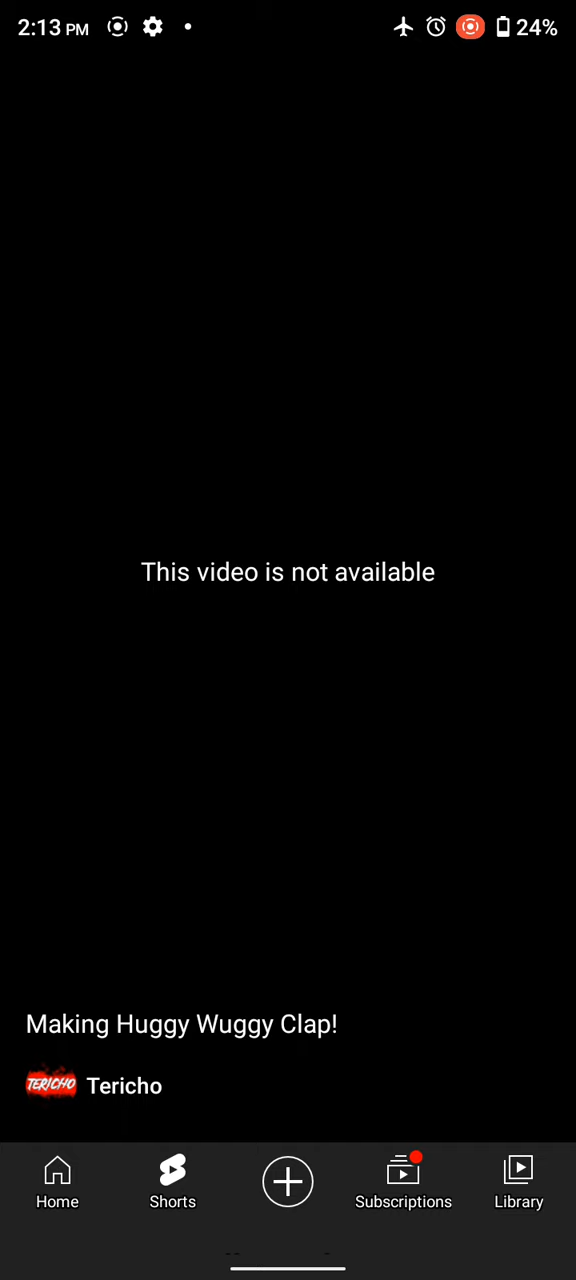 2:13 PM 24%
This video is not available
Making Huggy Wuggy Clap!
TERICHO Tericho
Home Shorts Subscriptions Library